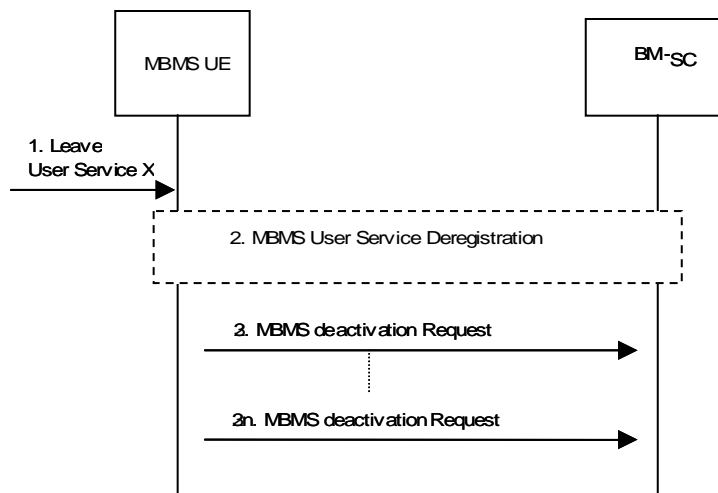 MBMS UE
BM-SC
1. Leave
User Service X
2. MBMS User Service Deregistration
3. MBMS deactivation Request
3n. MBMS deactivation Request